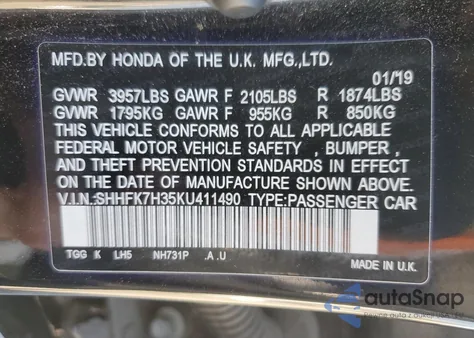 MFD.BY HONDA OF THE U.K. MFG.,LTD.
01/19
GVWR 3957LBS GAWR F 2105LBS R 1874LBS
GVWR 1795KG GAWR F 955KG R 850KG
THIS VEHICLE CONFORMS TO ALL APPLICABLE
FEDERAL MOTOR VEHICLE SAFETY , BUMPER ,
AND THEFT PREVENTION STANDARDS IN EFFECT ON
THE DATE OF MANUFACTURE SHOWN ABOVE.
V.I.N.:SHHFK7H35KU411490 TYPE:PASSENGER CAR
TGG K LH5 NH731P .A .U
MADE IN U.K.
autoSnap